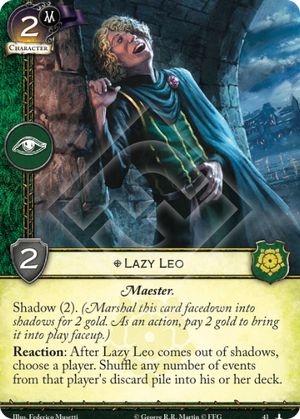 2
CHARACTER
2
LAZY LEO
Maester.
Shadow (2). (Marshal this card facedown into
shadows for 2 gold. As an action, pay 2 gold to bring
it into play faceup.)
Reaction: After Lazy Leo comes out of shadows,
choose a player. Shuffle any number of
events from that player's discard pile into his or her deck.
Illus. Federico Musetti
© George R.R. Martin © FFG
41